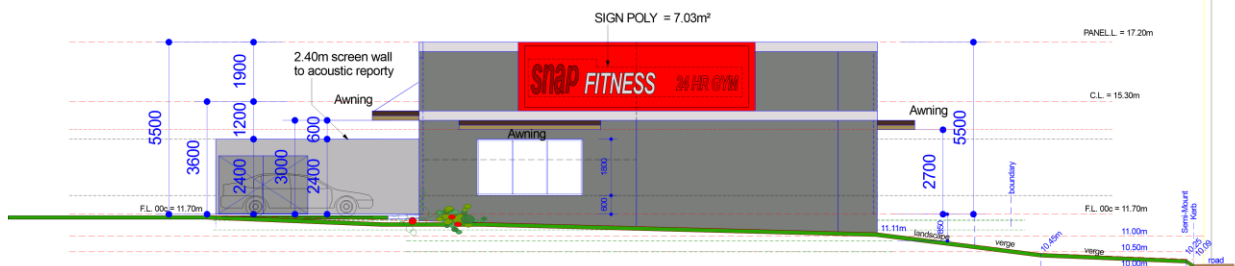 SIGN POLY = 7.03m²
PANEL.L. = 17.20m
2.40m screen wall
to acoustic reporty
snap FITNESS 24 HR GYM
1900
C.L. = 15.30m
Awning
Awning
Awning
5500
3600
1200
600
3000
2400
2400
1800
600
2700
5500
boundary
Semi-Mount
Kerb
F.L. 00c = 11.70m
F.L. 00c = 11.70m
11.11m
landscape
verge
10.45m
verge
11.00m
10.50m
10.00m
10.25
10.09
road